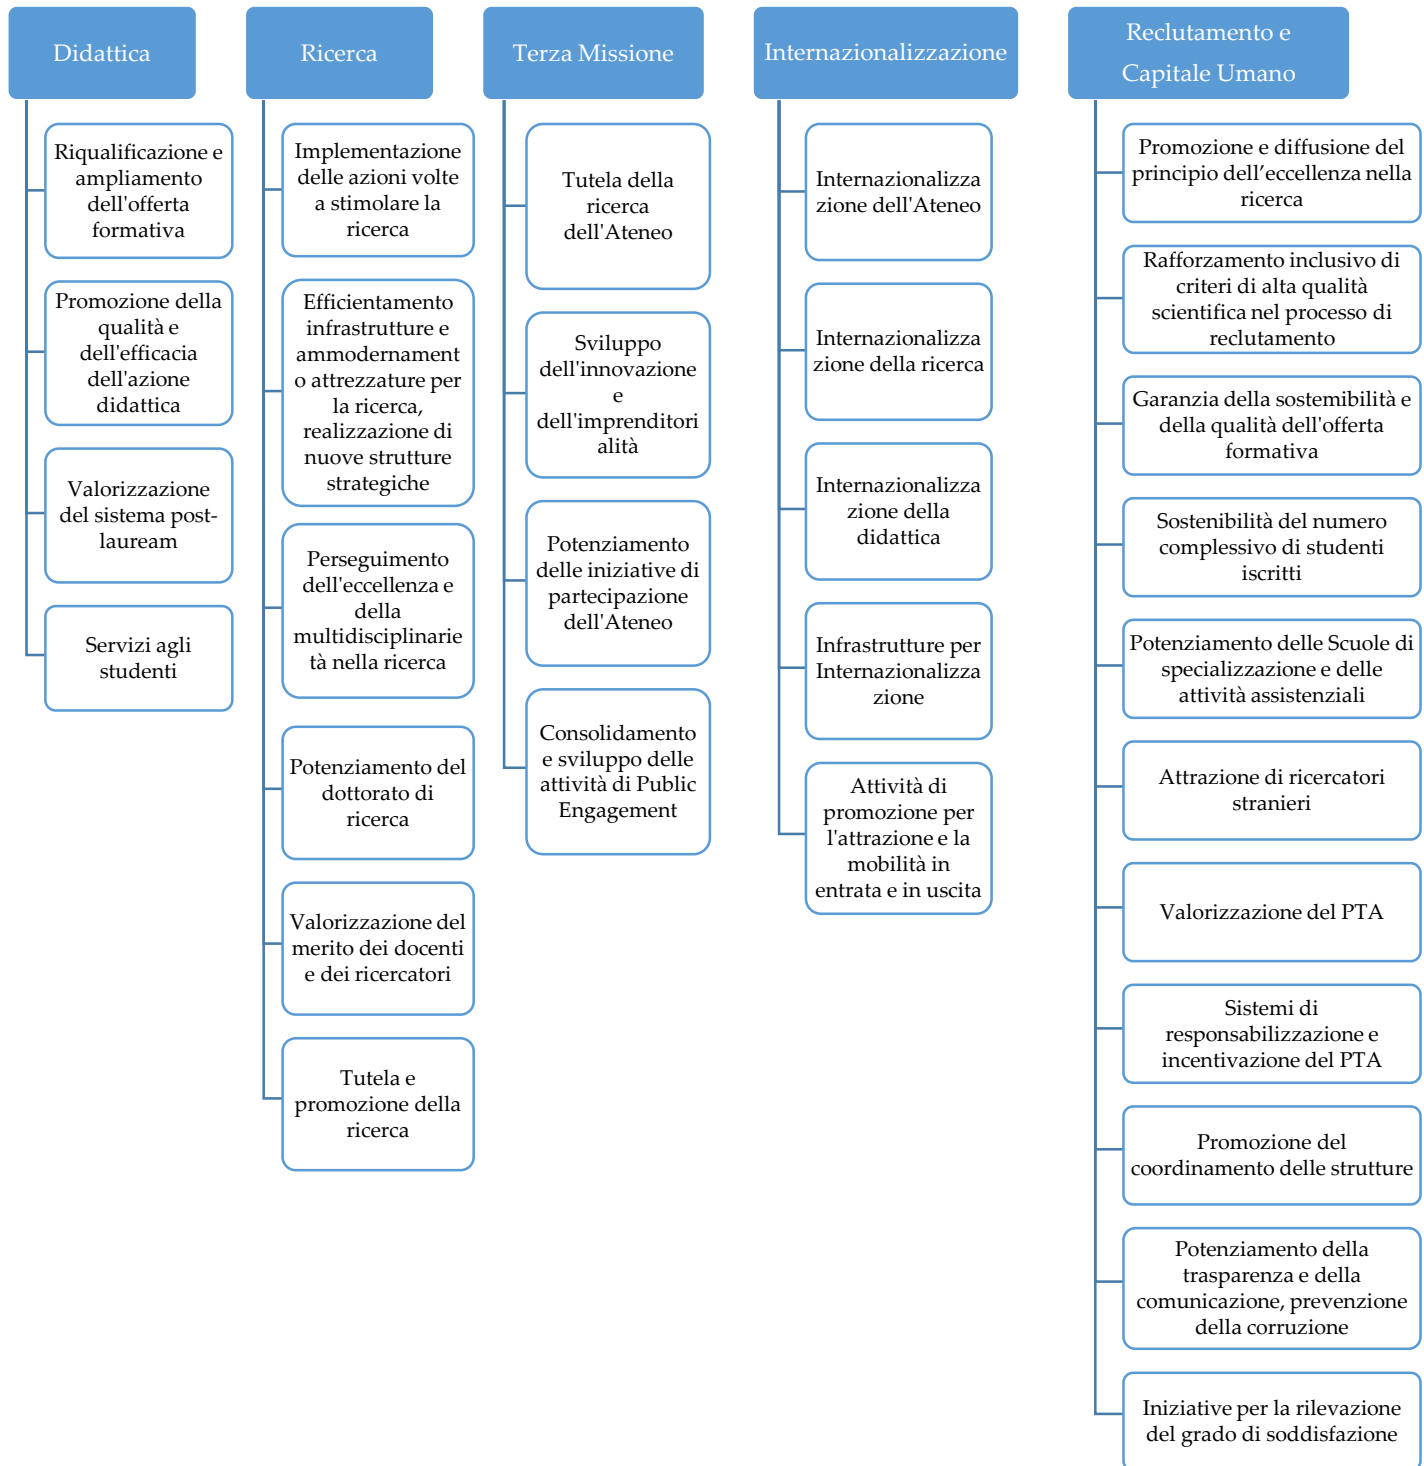 Didattica
Riqualificazione e
ampliamento
dell'offerta
formativa
Promozione della
qualità e
dell'efficacia
dell'azione
didattica
Valorizzazione
del sistema post-
lauream
Servizi agli
studenti
Ricerca
Implementazione
delle azioni volte
a stimolare la
ricerca
Efficientamento
infrastrutture e
ammodernament
o attrezzature per
la ricerca,
realizzazione di
nuove strutture
strategiche
Perseguimento
dell'eccellenza e
della
multidisciplinarie
tà nella ricerca
Potenziamento del
dottorato di
ricerca
Valorizzazione del
merito dei docenti
e dei ricercatori
Tutela e
promozione della
ricerca
Terza Missione
Tutela della
ricerca
dell'Ateneo
Sviluppo
dell'innovazione
e
dell'imprenditori
alità
Potenziamento
delle iniziative di
partecipazione
dell'Ateneo
Consolidamento
e sviluppo delle
attività di Public
Engagement
Internazionalizzazione
Internazionalizza
zione dell'Ateneo
Internazionalizza
zione della ricerca
Internazionalizza
zione della
didattica
Infrastrutture per
Internazionalizza
zione
Attività di
promozione per
l'attrazione e la
mobilità in
entrata e in uscita
Reclutamento e
Capitale Umano
Promozione e diffusione del
principio dell’eccellenza nella
ricerca
Rafforzamento inclusivo di
criteri di alta qualità
scientifica nel processo di
reclutamento
Garanzia della sostemibilità e
della qualità dell'offerta
formativa
Sostenibilità del numero
complessivo di studenti
iscritti
Potenziamento delle Scuole di
specializzazione e delle
attività assistenziali
Attrazione di ricercatori
stranieri
Valorizzazione del PTA
Sistemi di
responsabilizzazione e
incentivazione del PTA
Promozione del
coordinamento delle strutture
Potenziamento della
trasparenza e della
comunicazione, prevenzione
della corruzione
Iniziative per la rilevazione
del grado di soddisfazione